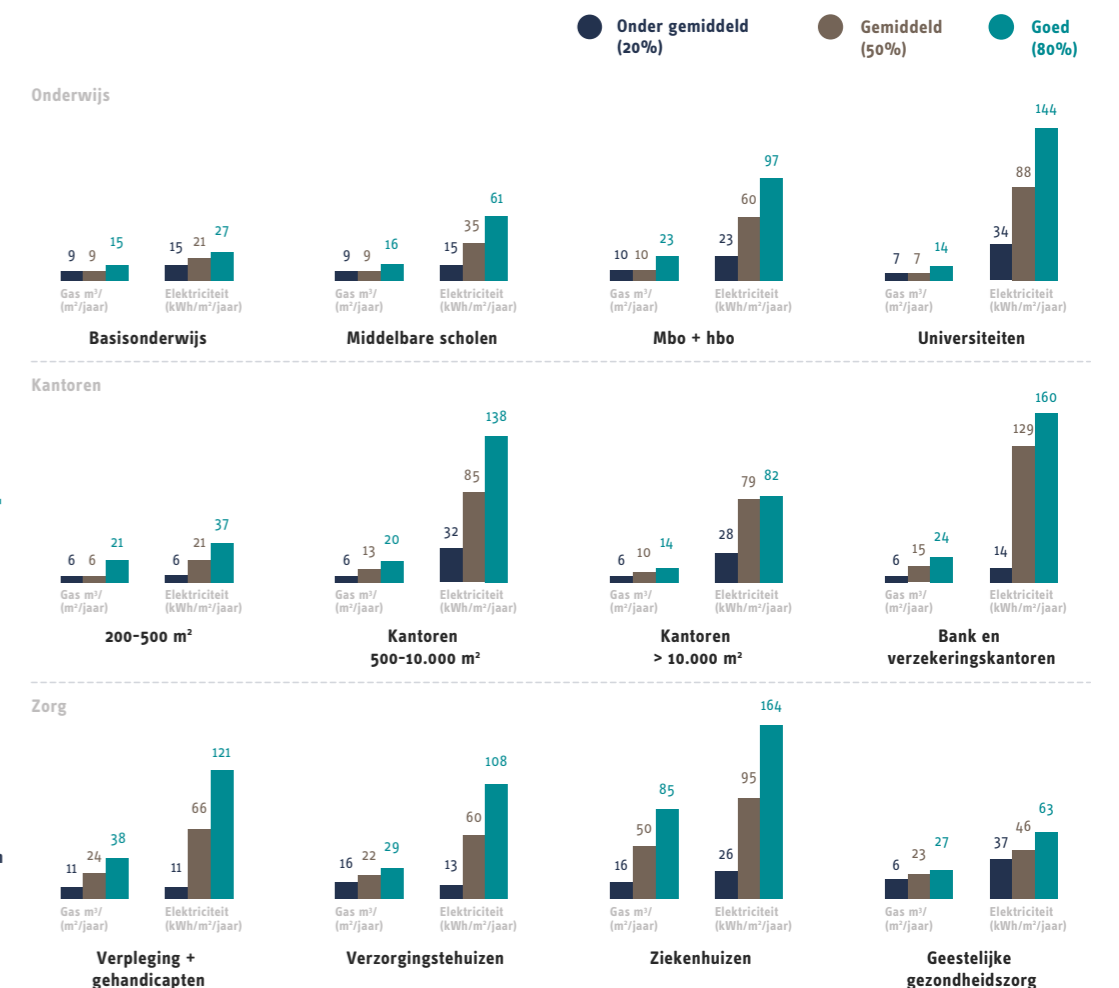 Onder gemiddeld
(20%)
Gemiddeld
(50%)
Goed
(80%)
Onderwijs
9 9 15 15 21 27
Gas m³/
(m²/jaar)
Elektriciteit
(kWh/m²/jaar)
Basisonderwijs
9 9 16 15 35 61
Gas m³/
(m²/jaar)
Elektriciteit
(kWh/m²/jaar)
Middelbare scholen
10 10 23 23 60 97
Gas m³/
(m²/jaar)
Elektriciteit
(kWh/m²/jaar)
Mbo + hbo
7 7 14 34 88 144
Gas m³/
(m²/jaar)
Elektriciteit
(kWh/m²/jaar)
Universiteiten
Kantoren
6 6 21 6 21 37
Gas m³/
(m²/jaar)
Elektriciteit
(kWh/m²/jaar)
200-500 m²
6 13 20 32 85 138
Gas m³/
(m²/jaar)
Elektriciteit
(kWh/m²/jaar)
Kantoren
500-10.000 m²
6 10 14 28 79 82
Gas m³/
(m²/jaar)
Elektriciteit
(kWh/m²/jaar)
Kantoren
> 10.000 m²
6 15 24 14 129 160
Gas m³/
(m²/jaar)
Elektriciteit
(kWh/m²/jaar)
Bank en
verzekeringskantoren
Zorg
11 24 38 11 66 121
Gas m³/
(m²/jaar)
Elektriciteit
(kWh/m²/jaar)
Verpleging +
gehandicapten
16 22 29 13 60 108
Gas m³/
(m²/jaar)
Elektriciteit
(kWh/m²/jaar)
Verzorgingstehuizen
16 50 85 26 95 164
Gas m³/
(m²/jaar)
Elektriciteit
(kWh/m²/jaar)
Ziekenhuizen
6 23 27 37 46 63
Gas m³/
(m²/jaar)
Elektriciteit
(kWh/m²/jaar)
Geestelijke
gezondheidszorg